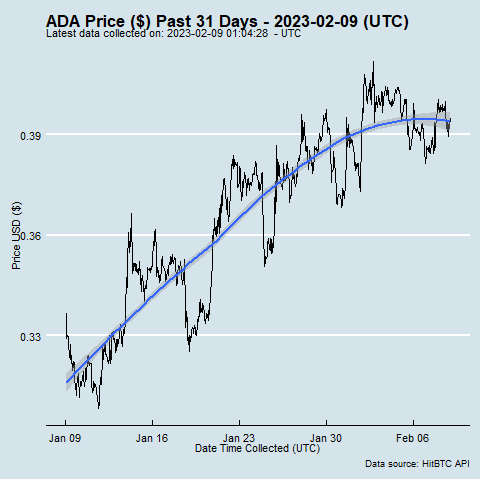 ADA Price ($) Past 31 Days - 2023-02-09 (UTC)
Latest data collected on: 2023-02-09 01:04:28 - UTC
0.39
0.36
0.33
Price USD ($)
Jan 09
Jan 16
Jan 23
Jan 30
Feb 06
Date Time Collected (UTC)
Data source: HitBTC API